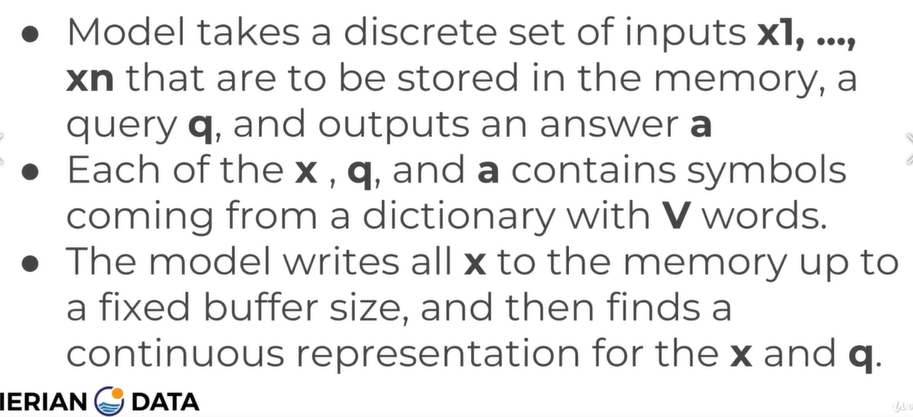 ● Model takes a discrete set of inputs x1, ...,
xn that are to be stored in the memory, a
query q, and outputs an answer a
● Each of the x , q, and a contains symbols
coming from a dictionary with V words.
● The model writes all x to the memory up to
a fixed buffer size, and then finds a
continuous representation for the x and q.
IERIAN DATA